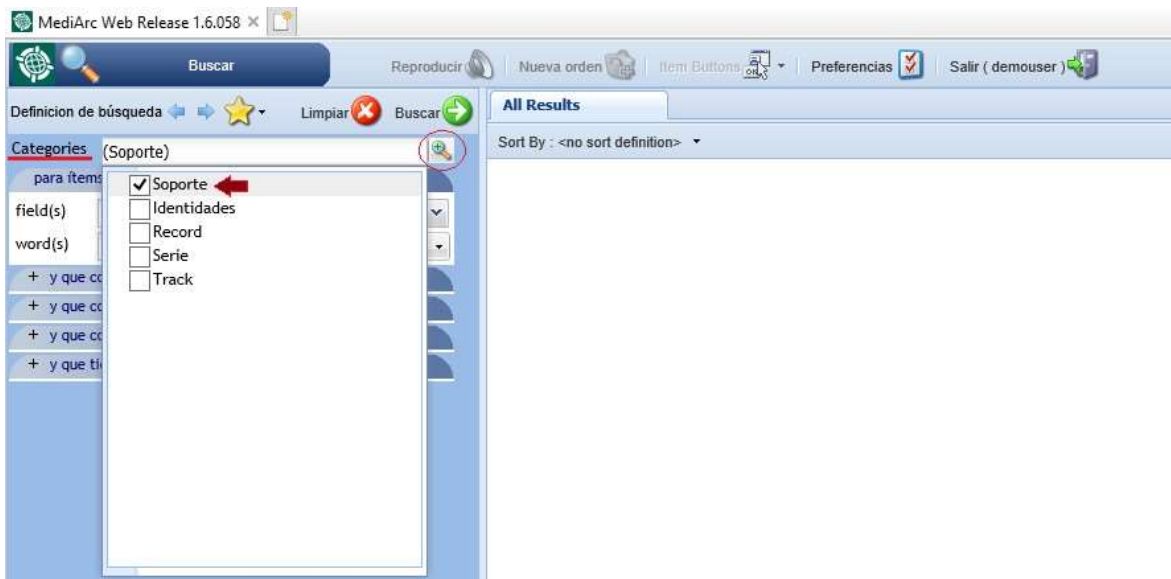 MediArc Web Release 1.6.058
Buscar Reproducir Nueva orden Item Buttons Preferencias Salir ( demouser )
Definicion de búsqueda Limpiar Buscar
All Results
Categories (Soporte)
Sort By : <no sort definition>
para ítems
Soporte
field(s)
Identidades
Record
word(s)
Serie
+ y que co
Track
+ y que co
+ y que co
+ y que tie